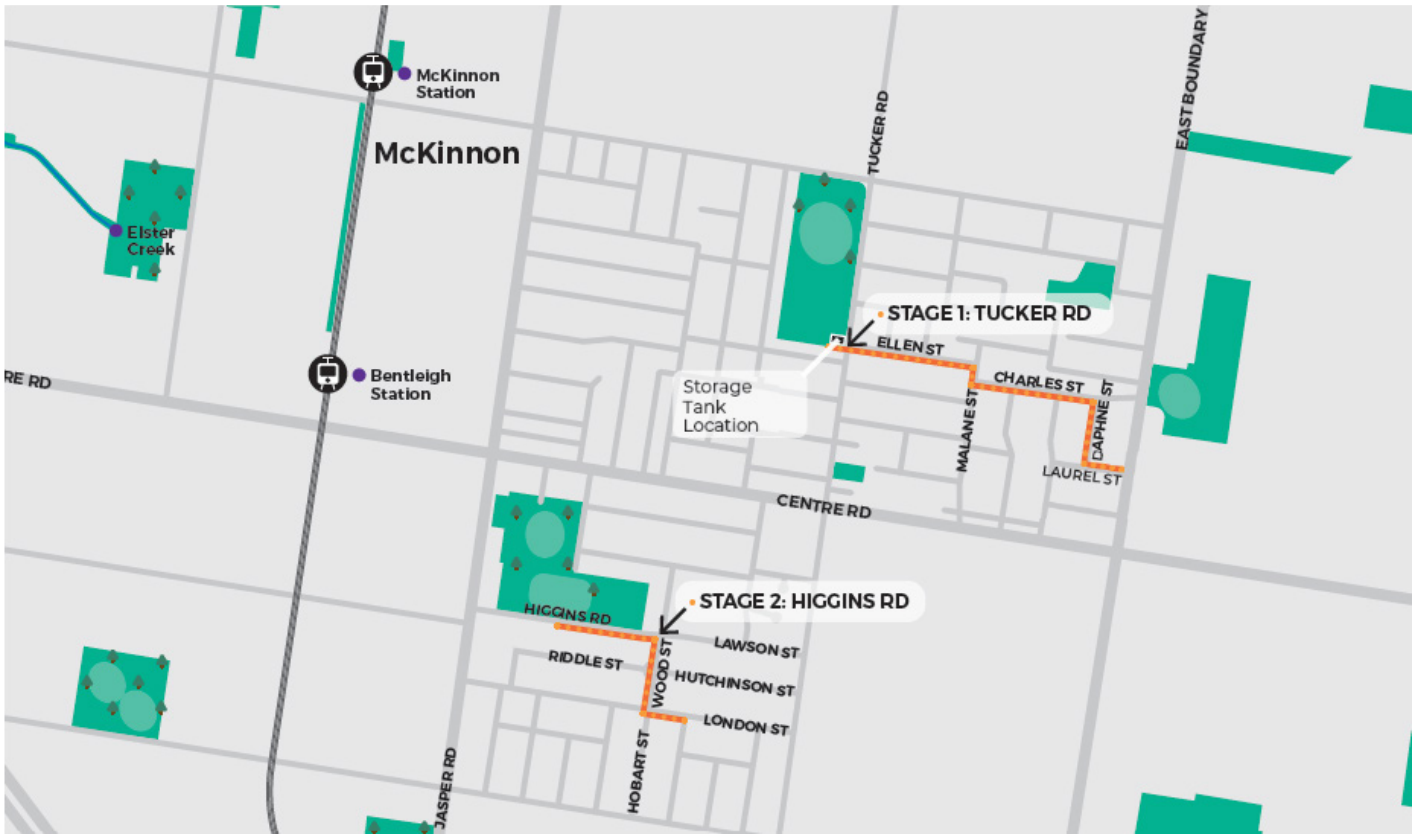 McKinnon
Station
McKinnon
TUCKER RD
EAST BOUNDARY
Elster
Creek
STAGE 1: TUCKER RD
ELLEN ST
Bentleigh
Station
RE RD
Storage
Tank
Location
CHARLES ST
MALANE ST
DAPHNE ST
LAUREL ST
CENTRE RD
STAGE 2: HIGGINS RD
HIGGINS RD
LAWSON ST
RIDDLE ST
WOOD ST
HUTCHINSON ST
LONDON ST
HOBART ST
JASPER RD